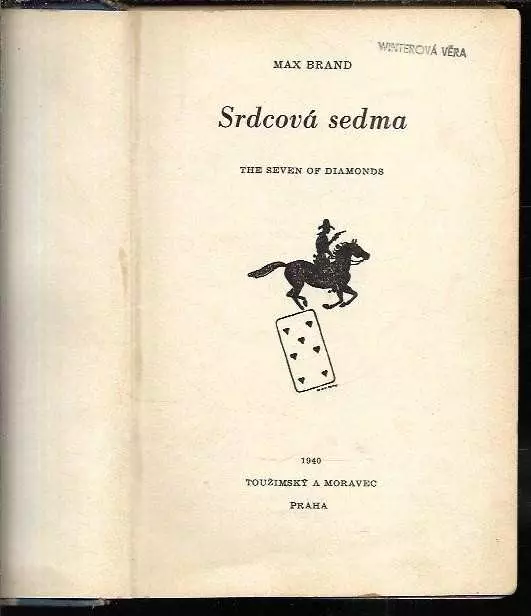 WINTEROVÁ VĚRA
MAX BRAND
Srdcová sedma
THE SEVEN OF DIAMONDS
1940
TOUŽIMSKÝ A MORAVEC
PRAHA